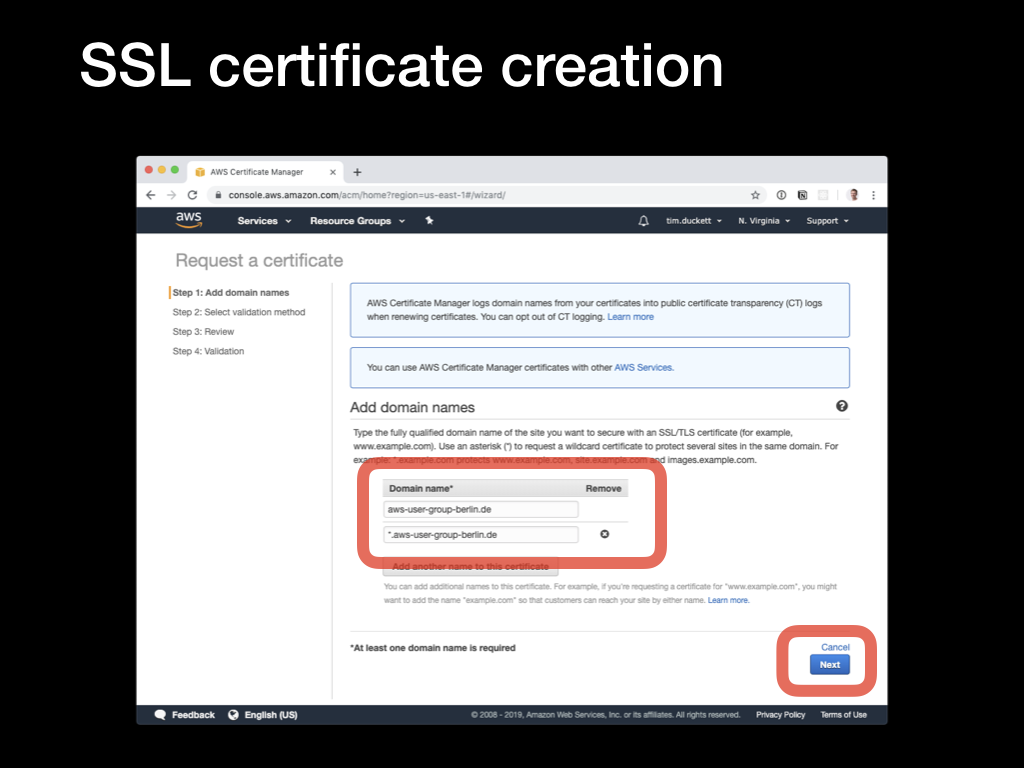 SSL certificate creation
AWS Certificate Manager
console.aws.amazon.com/acm/home?region=us-east-1#/wizard/
aws
Services
Resource Groups
tim.duckett
N. Virginia
Support
Request a certificate
Step 1: Add domain names
Step 2: Select validation method
Step 3: Review
Step 4: Validation
AWS Certificate Manager logs domain names from your certificates into public certificate transparency (CT) logs
when renewing certificates. You can opt out of CT logging. Learn more
You can use AWS Certificate Manager certificates with other AWS Services.
Add domain names
Type the fully qualified domain name of the site you want to secure with an SSL/TLS certificate (for example,
www.example.com). Use an asterisk (*) to request a wildcard certificate to protect several sites in the same domain. For
example: *.example.com protects www.example.com, site.example.com and images.example.com.
Domain name* Remove
aws-user-group-berlin.de
*.aws-user-group-berlin.de
Add another name to this certificate
You can add additional names to this certificate. For example, if you're requesting a certificate for "www.example.com", you might
want to add the name "example.com" so that customers can reach your site by either name. Learn more.
*At least one domain name is required
Cancel
Next
Feedback
English (US)
© 2008 - 2019, Amazon Web Services, Inc. or its affiliates. All rights reserved.
Privacy Policy
Terms of Use